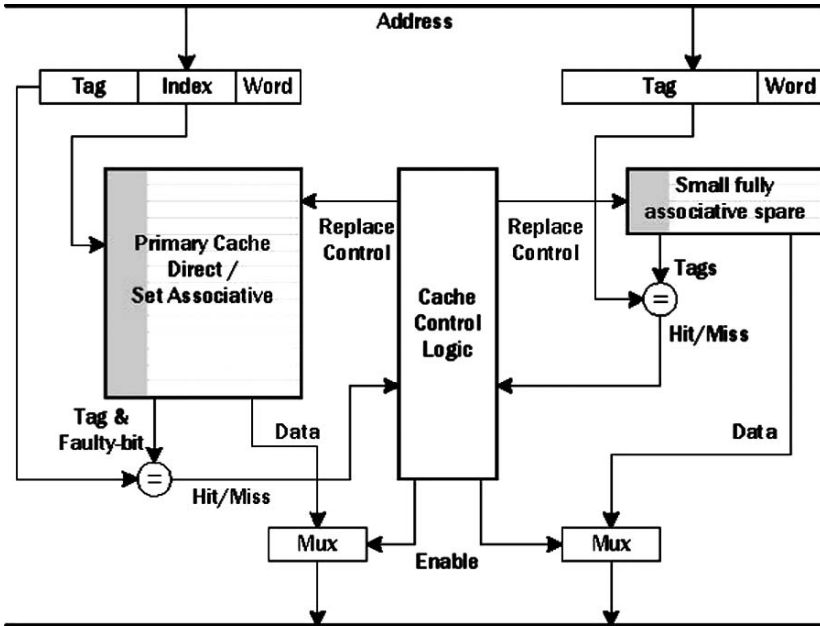 Address
Tag Index Word
Tag Word
Primary Cache
Direct /
Set Associative
Replace
Control
Cache
Control
Logic
Replace
Control
Small fully
associative spare
Tags
=
Hit/Miss
Tag &
Faulty-bit
=
Hit/Miss
Data
Data
Mux
Enable
Mux